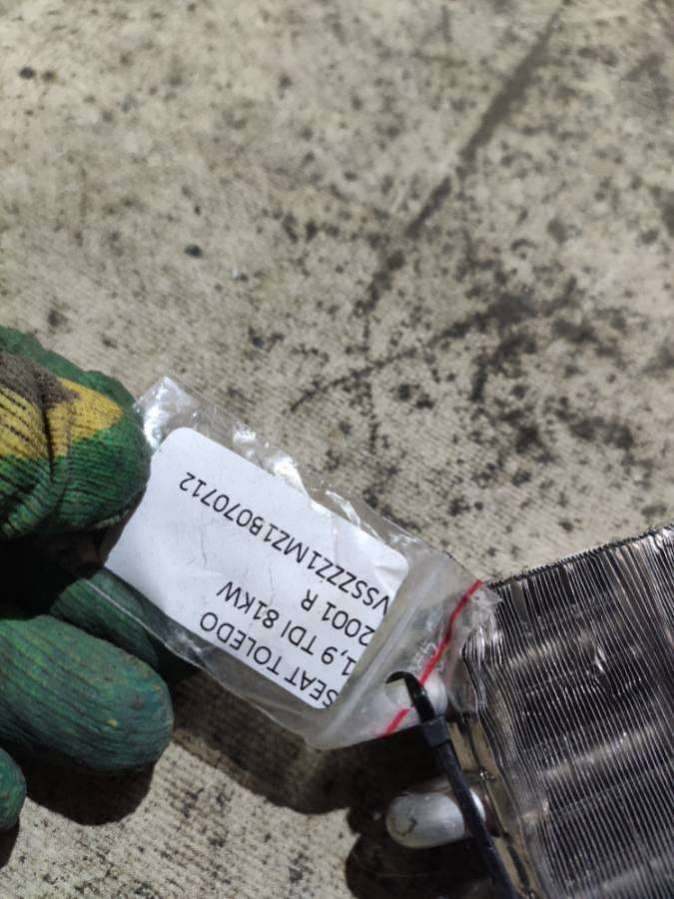 SEAT TOLEDO
1,9 TDI 81KW
2001 R
VSSZZZ1MZ1B070712